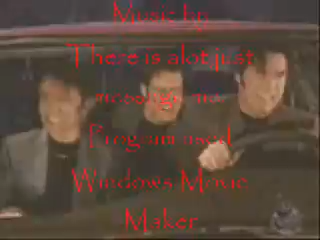 Music by
There is alot just
message me
Program used
Windows Movie
Maker